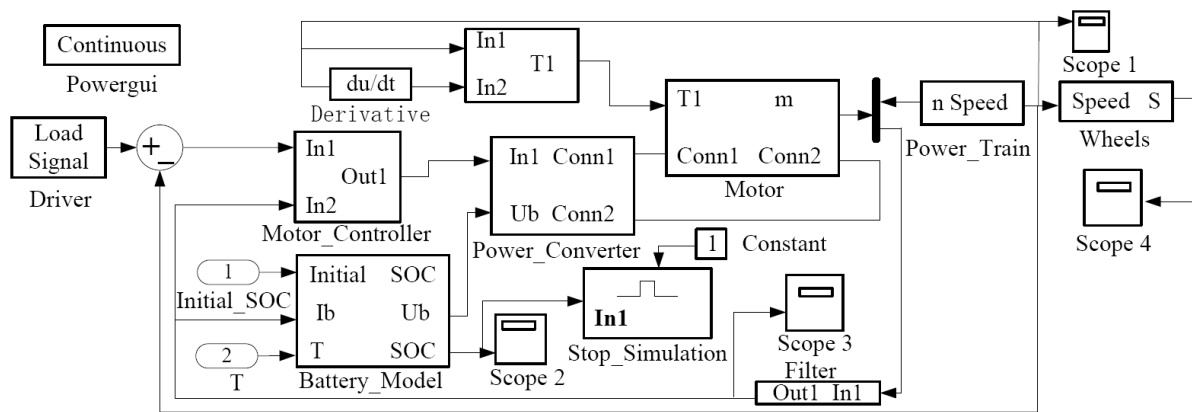 Continuous
Powergui
Load
Signal
Driver
+
−
In1
In2
T1
du/dt
Derivative
In1
In2
Out1
Motor_Controller
In1 Conn1
Ub Conn2
Power_Converter
T1 m
Conn1 Conn2
Motor
n Speed
Power_Train
Scope 1
Speed S
Wheels
Scope 4
1
Initial_SOC
2
T
Initial SOC
Ib Ub
T SOC
Battery_Model
Scope 2
1 Constant
In1
Stop_Simulation
Scope 3
Filter
Out1 In1